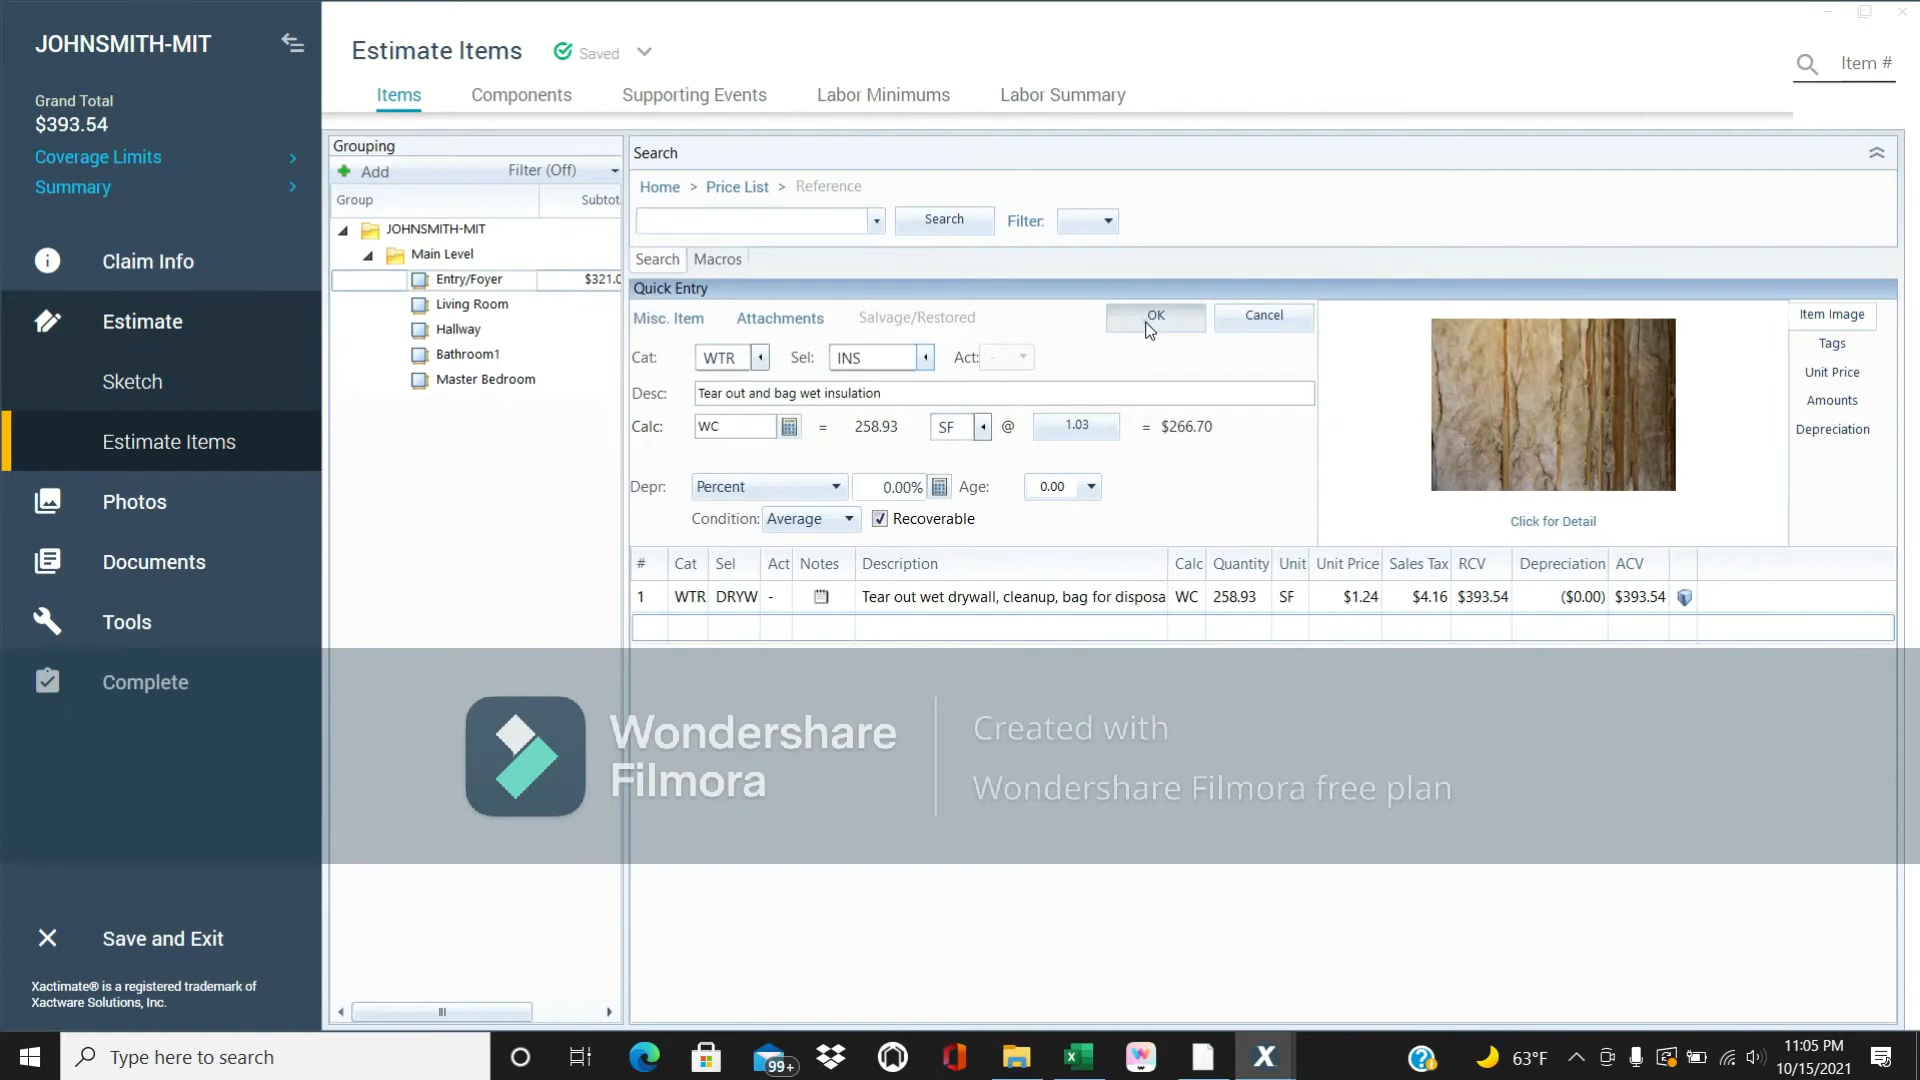 JOHNSMITH-MIT
Grand Total
$393.54
Coverage Limits
Summary
Claim Info
Estimate
Sketch
Estimate Items
Photos
Documents
Tools
Complete
Save and Exit
Xactimate® is a registered trademark of
Xactware Solutions, Inc.
Estimate Items Saved
Item #
Items Components Supporting Events Labor Minimums Labor Summary
Grouping
Add Filter (Off)
Group Subtot
JOHNSMITH-MIT
Main Level
Entry/Foyer $321.0
Living Room
Hallway
Bathroom1
Master Bedroom
Search
Home > Price List > Reference
Search Filter:
Search Macros
Quick Entry
Misc. Item Attachments Salvage/Restored OK Cancel
Cat: WTR Sel: INS Act: -
Desc: Tear out and bag wet insulation
Calc: WC = 258.93 SF @ 1.03 = $266.70
Depr: Percent 0.00% Age: 0.00
Condition: Average Recoverable
Click for Detail
Item Image
Tags
Unit Price
Amounts
Depreciation
# Cat Sel Act Notes Description Calc Quantity Unit Unit Price Sales Tax RCV Depreciation ACV
1 WTR DRYW - Tear out wet drywall, cleanup, bag for disposa WC 258.93 SF $1.24 $4.16 $393.54 ($0.00) $393.54
Wondershare
Filmora
Created with
Wondershare Filmora free plan
Type here to search
99+
63°F
11:05 PM
10/15/2021